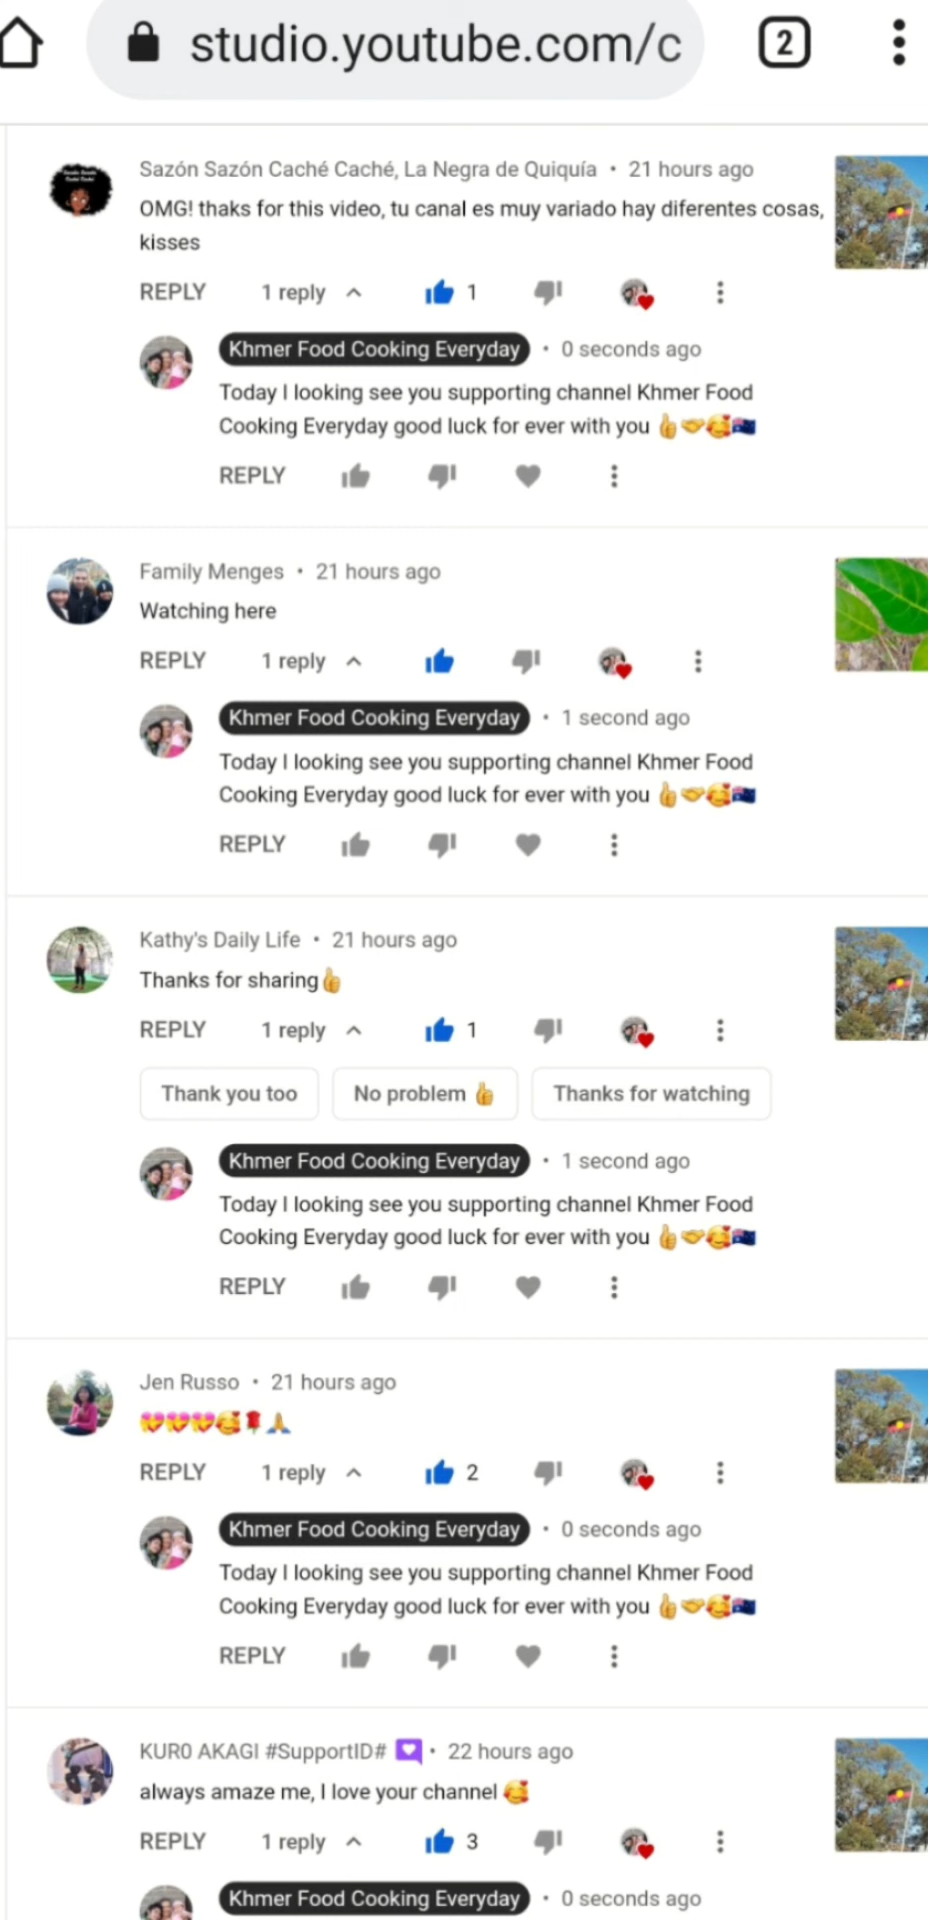 studio.youtube.com/c
2
Sazón Sazón Caché Caché, La Negra de Quiquía • 21 hours ago
OMG! thaks for this video, tu canal es muy variado hay diferentes cosas,
kisses
REPLY 1 reply 1
Khmer Food Cooking Everyday • 0 seconds ago
Today I looking see you supporting channel Khmer Food
Cooking Everyday good luck for ever with you 👍🤝🥰🇦🇺
REPLY
Family Menges • 21 hours ago
Watching here
REPLY 1 reply
Khmer Food Cooking Everyday • 1 second ago
Today I looking see you supporting channel Khmer Food
Cooking Everyday good luck for ever with you 👍🤝🥰🇦🇺
REPLY
Kathy's Daily Life • 21 hours ago
Thanks for sharing👍
REPLY 1 reply 1
Thank you too No problem 👍 Thanks for watching
Khmer Food Cooking Everyday • 1 second ago
Today I looking see you supporting channel Khmer Food
Cooking Everyday good luck for ever with you 👍🤝🥰🇦🇺
REPLY
Jen Russo • 21 hours ago
💝💝💝🥰🌹🙏
REPLY 1 reply 2
Khmer Food Cooking Everyday • 0 seconds ago
Today I looking see you supporting channel Khmer Food
Cooking Everyday good luck for ever with you 👍🤝🥰🇦🇺
REPLY
KURO AKAGI #SupportID# • 22 hours ago
always amaze me, I love your channel 🥰
REPLY 1 reply 3
Khmer Food Cooking Everyday • 0 seconds ago